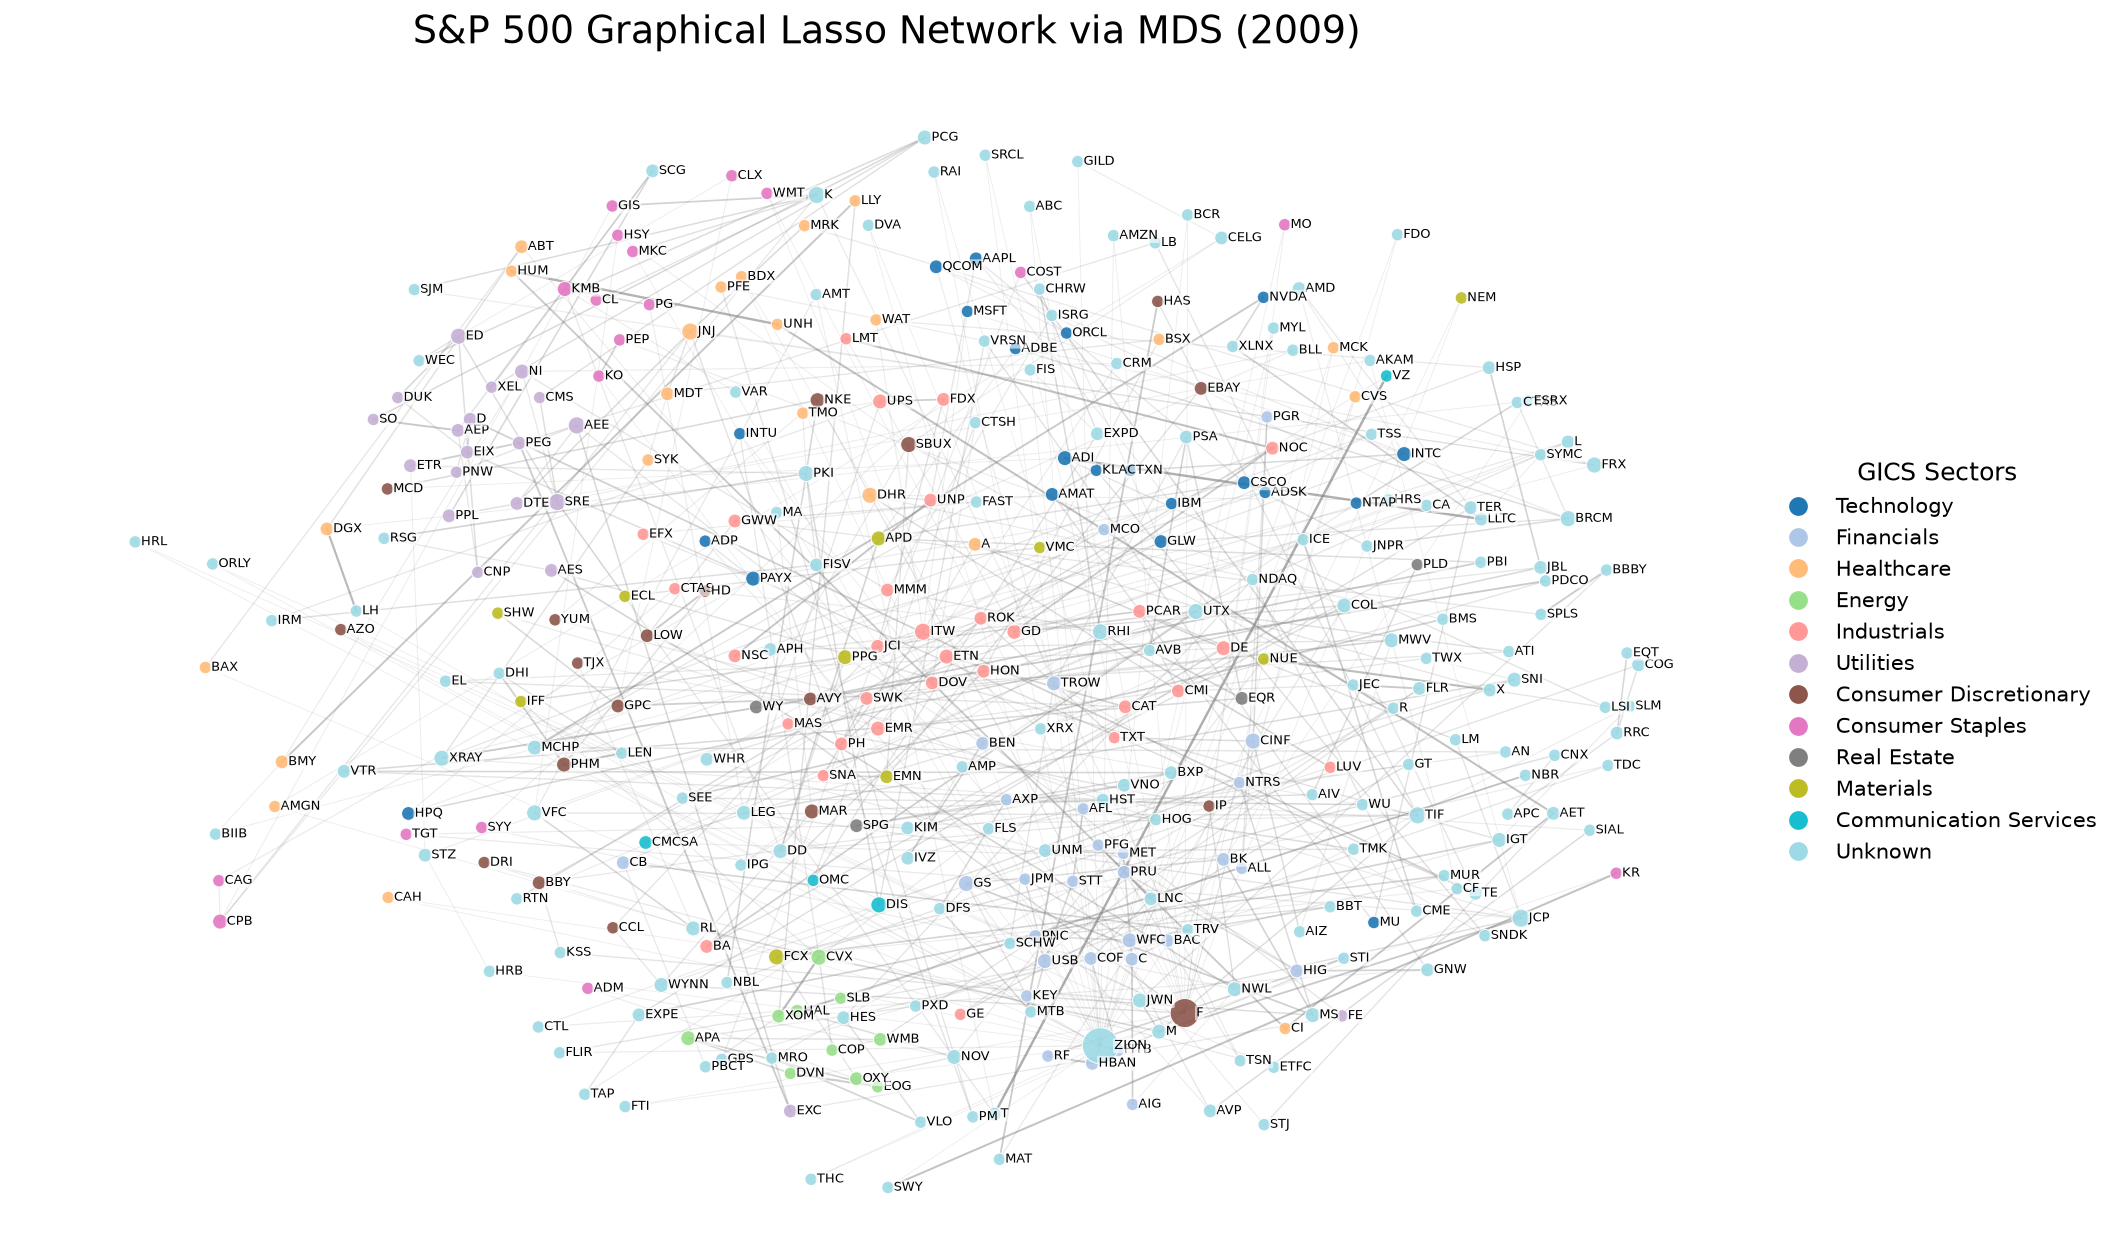 S&P 500 Graphical Lasso Network via MDS (2009)
PCG
SRCL
GILD
RAI
SCG
CLX
WMT
K
LLY
GIS
ABC
BCR
MRK
DVA
MO
HSY
AMZN
LB
CELG
FDO
ABT
MKC
AAPL
QCOM
COST
HUM
BDX
PFE
KMB
SJM
CHRW
AMD
CL
PG
AMT
NVDA
NEM
HAS
MSFT
ISRG
UNH
WAT
MYL
JNJ
ORCL
ED
PEP
LMT
VRSN
ADBE
BSX
XLNX
BLL
MCK
WEC
CRM
AKAM
HSP
NI
KO
FIS
VZ
XEL
EBAY
DUK
CMS
MDT
VAR
NKE
UPS
FDX
CVS
ESRX
TMO
PGR
SO
D
AEP
AEE
CTSH
INTU
EXPD
PSA
TSS
PEG
SBUX
L
EIX
NOC
SYMC
INTC
ADI
SYK
ETR
PNW
PKI
KLAC
TXN
FRX
CSCO
MCD
DHR
AMAT
ADSK
DTE
SRE
UNP
FAST
IBM
NTAP
HRS
CA
TER
PPL
MA
LLTC
BRCM
GWW
DGX
MCO
EFX
RSG
ADP
APD
A
VMC
GLW
ICE
JNPR
HRL
ORLY
CNP
AES
FISV
PLD
PBI
JBL
BBBY
PAYX
NDAQ
PDCO
CTAS
HD
MMM
ECL
LH
SHW
PCAR
UTX
COL
SPLS
IRM
YUM
ROK
BMS
AZO
LOW
ITW
GD
RHI
MWV
JCI
DE
NSC
APH
PPG
ETN
AVB
NUE
TWX
ATI
EQT
COG
BAX
TJX
DHI
HON
EL
DOV
TROW
JEC
FLR
X
SNI
CMI
IFF
GPC
WY
AVY
SWK
EQR
CAT
R
LSI
SLM
MAS
EMR
XRX
RRC
TXT
PH
BEN
CINF
LM
MCHP
LEN
AN
CNX
XRAY
WHR
BMY
PHM
AMP
LUV
GT
TDC
VTR
SNA
EMN
BXP
NBR
VNO
NTRS
SEE
AXP
HST
AIV
WU
AMGN
HPQ
VFC
LEG
MAR
AFL
IP
TIF
APC
AET
SPG
KIM
FLS
HOG
TGT
SYY
BIIB
SIAL
CMCSA
IGT
STZ
DD
IVZ
UNM
PFG
MET
TMK
DRI
CB
IPG
BK
ALL
PRU
KR
CAG
BBY
OMC
GS
JPM
STT
MUR
TE
CAH
RTN
DIS
DFS
LNC
BBT
CME
CPB
MU
JCP
CCL
RL
TRV
AIZ
SNDK
BA
SCHW
PNC
WFC
BAC
KSS
FCX
CVX
USB
COF
C
STI
HRB
HIG
GNW
WYNN
NBL
ADM
NWL
SLB
KEY
JWN
PXD
EXPE
XOM
HAL
HES
GE
MTB
F
MS
FE
CTL
M
CI
APA
WMB
ZION
FLIR
COP
MRO
GPS
NOV
RF
HBAN
TSN
PBCT
ETFC
DVN
OXY
EOG
TAP
FTI
EXC
AIG
AVP
PM
T
VLO
STJ
MAT
THC
SWY
GICS Sectors
Technology
Financials
Healthcare
Energy
Industrials
Utilities
Consumer Discretionary
Consumer Staples
Real Estate
Materials
Communication Services
Unknown